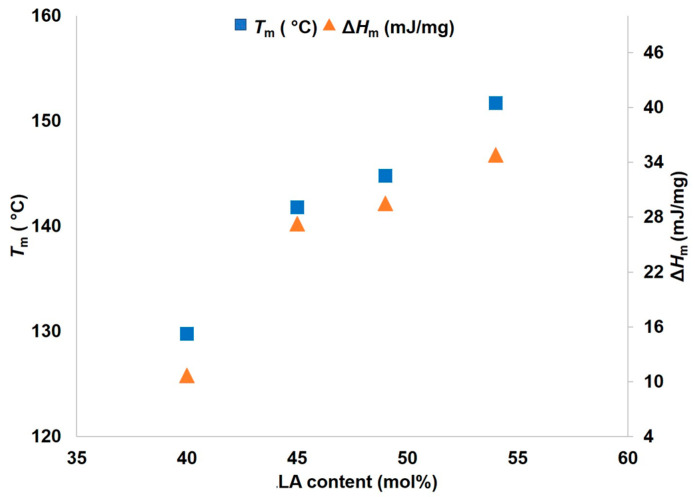 160
150
140
130
120
Tm ( °C)
Tm ( °C) ΔHm (mJ/mg)
46
40
34
28
22
16
10
4
ΔHm (mJ/mg)
35 40 45 50 55 60
.LA content (mol%)